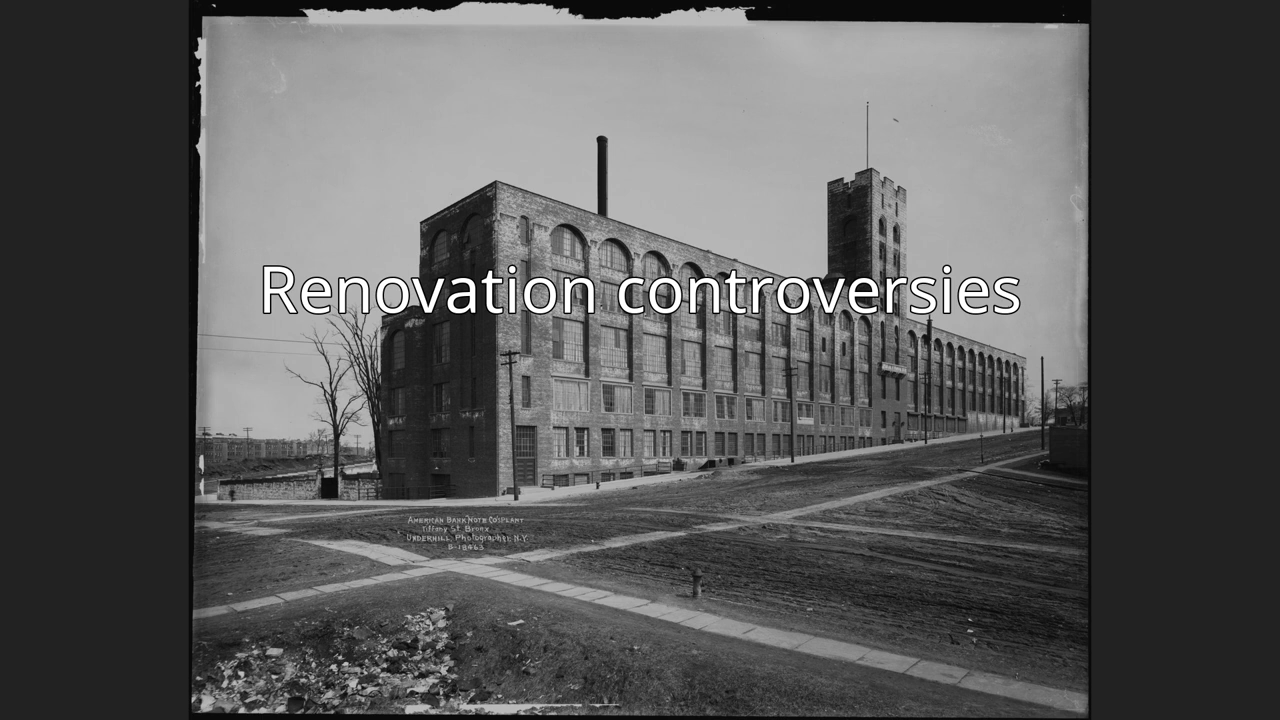 Renovation controversies
AMERICAN BANK NOTE CO'S PLANT
Tiffany St Bronx
UNDERHILL, Photographer, N.Y.
B-18463